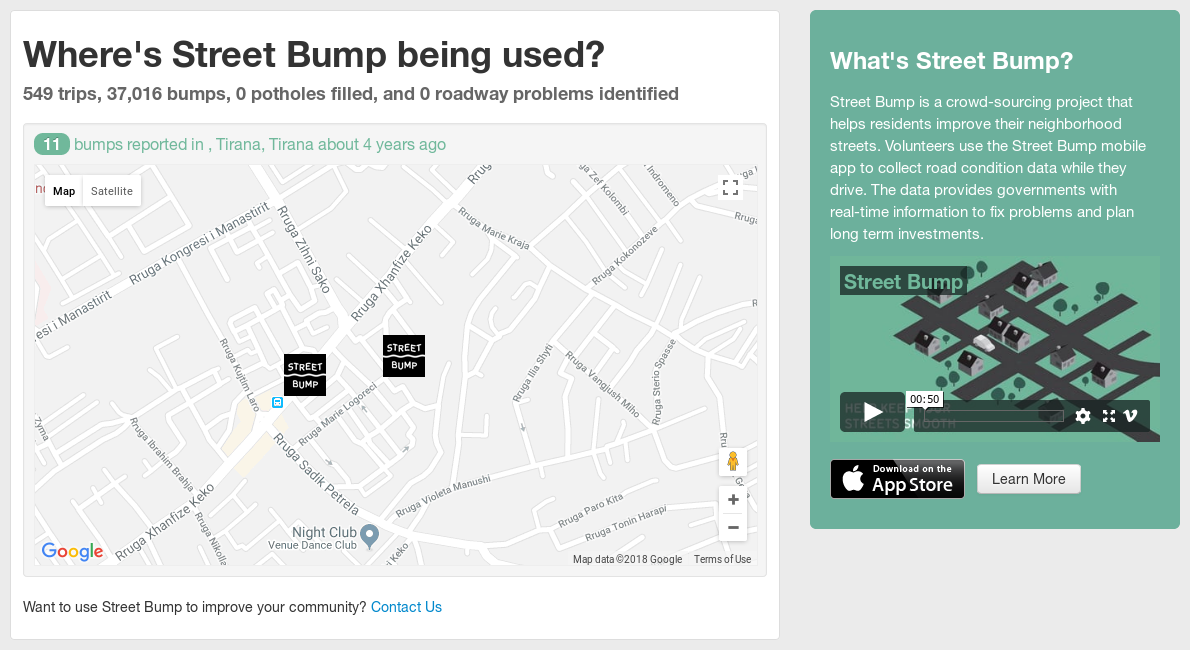 Where's Street Bump being used?
549 trips, 37,016 bumps, 0 potholes filled, and 0 roadway problems identified
11 bumps reported in , Tirana, Tirana about 4 years ago
Map
Satellite
Rruga Kongresi i Manastirit
Rruga Zihni Sako
Rruga Xhanfize Keko
Rrug
Rruga Marie Kraja
Rruga Kokonozeve
uga Zef Kolombi
Rruga
esi i Manastirit
STREET
BUMP
STREET
BUMP
Rruga Kujtim Laro
Rruga Marie Logoreci
Rruga Ilia Shyti
Rruga Vangjush Miho
Rruga Sterio Spasse
Zyma
Rruga Ibrahim Brahja
Rruga Sadik Petrela
Rruga Violeta Manushi
Rruga Xhanfize Keko
Rruga Nikolla
Rruga Paro Kita
Rruga Tonin Harapi
Night Club
Venue Dance Club
i Keko
Google
Map data ©2018 Google
Terms of Use
Want to use Street Bump to improve your community? Contact Us
What's Street Bump?
Street Bump is a crowd-sourcing project that
helps residents improve their neighborhood
streets. Volunteers use the Street Bump mobile
app to collect road condition data while they
drive. The data provides governments with
real-time information to fix problems and plan
long term investments.
Street Bump
00:50
STREETS SMOOTH
Download on the
App Store
Learn More